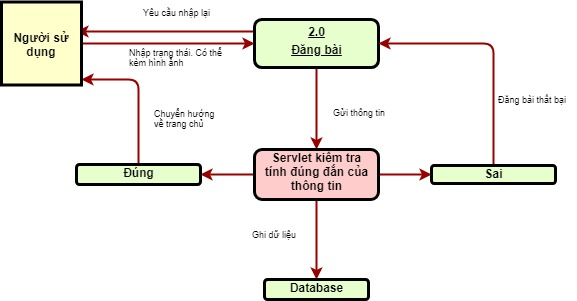 Yêu cầu nhập lại
Người sử
dụng
2.0
Đăng bài
Nhập trạng thái. Có thể
kèm hình ảnh
Đăng bài thất bại
Chuyển hướng
về trang chủ
Gửi thông tin
Servlet kiểm tra
tính đúng đắn của
thông tin
Đúng
Sai
Ghi dữ liệu
Database